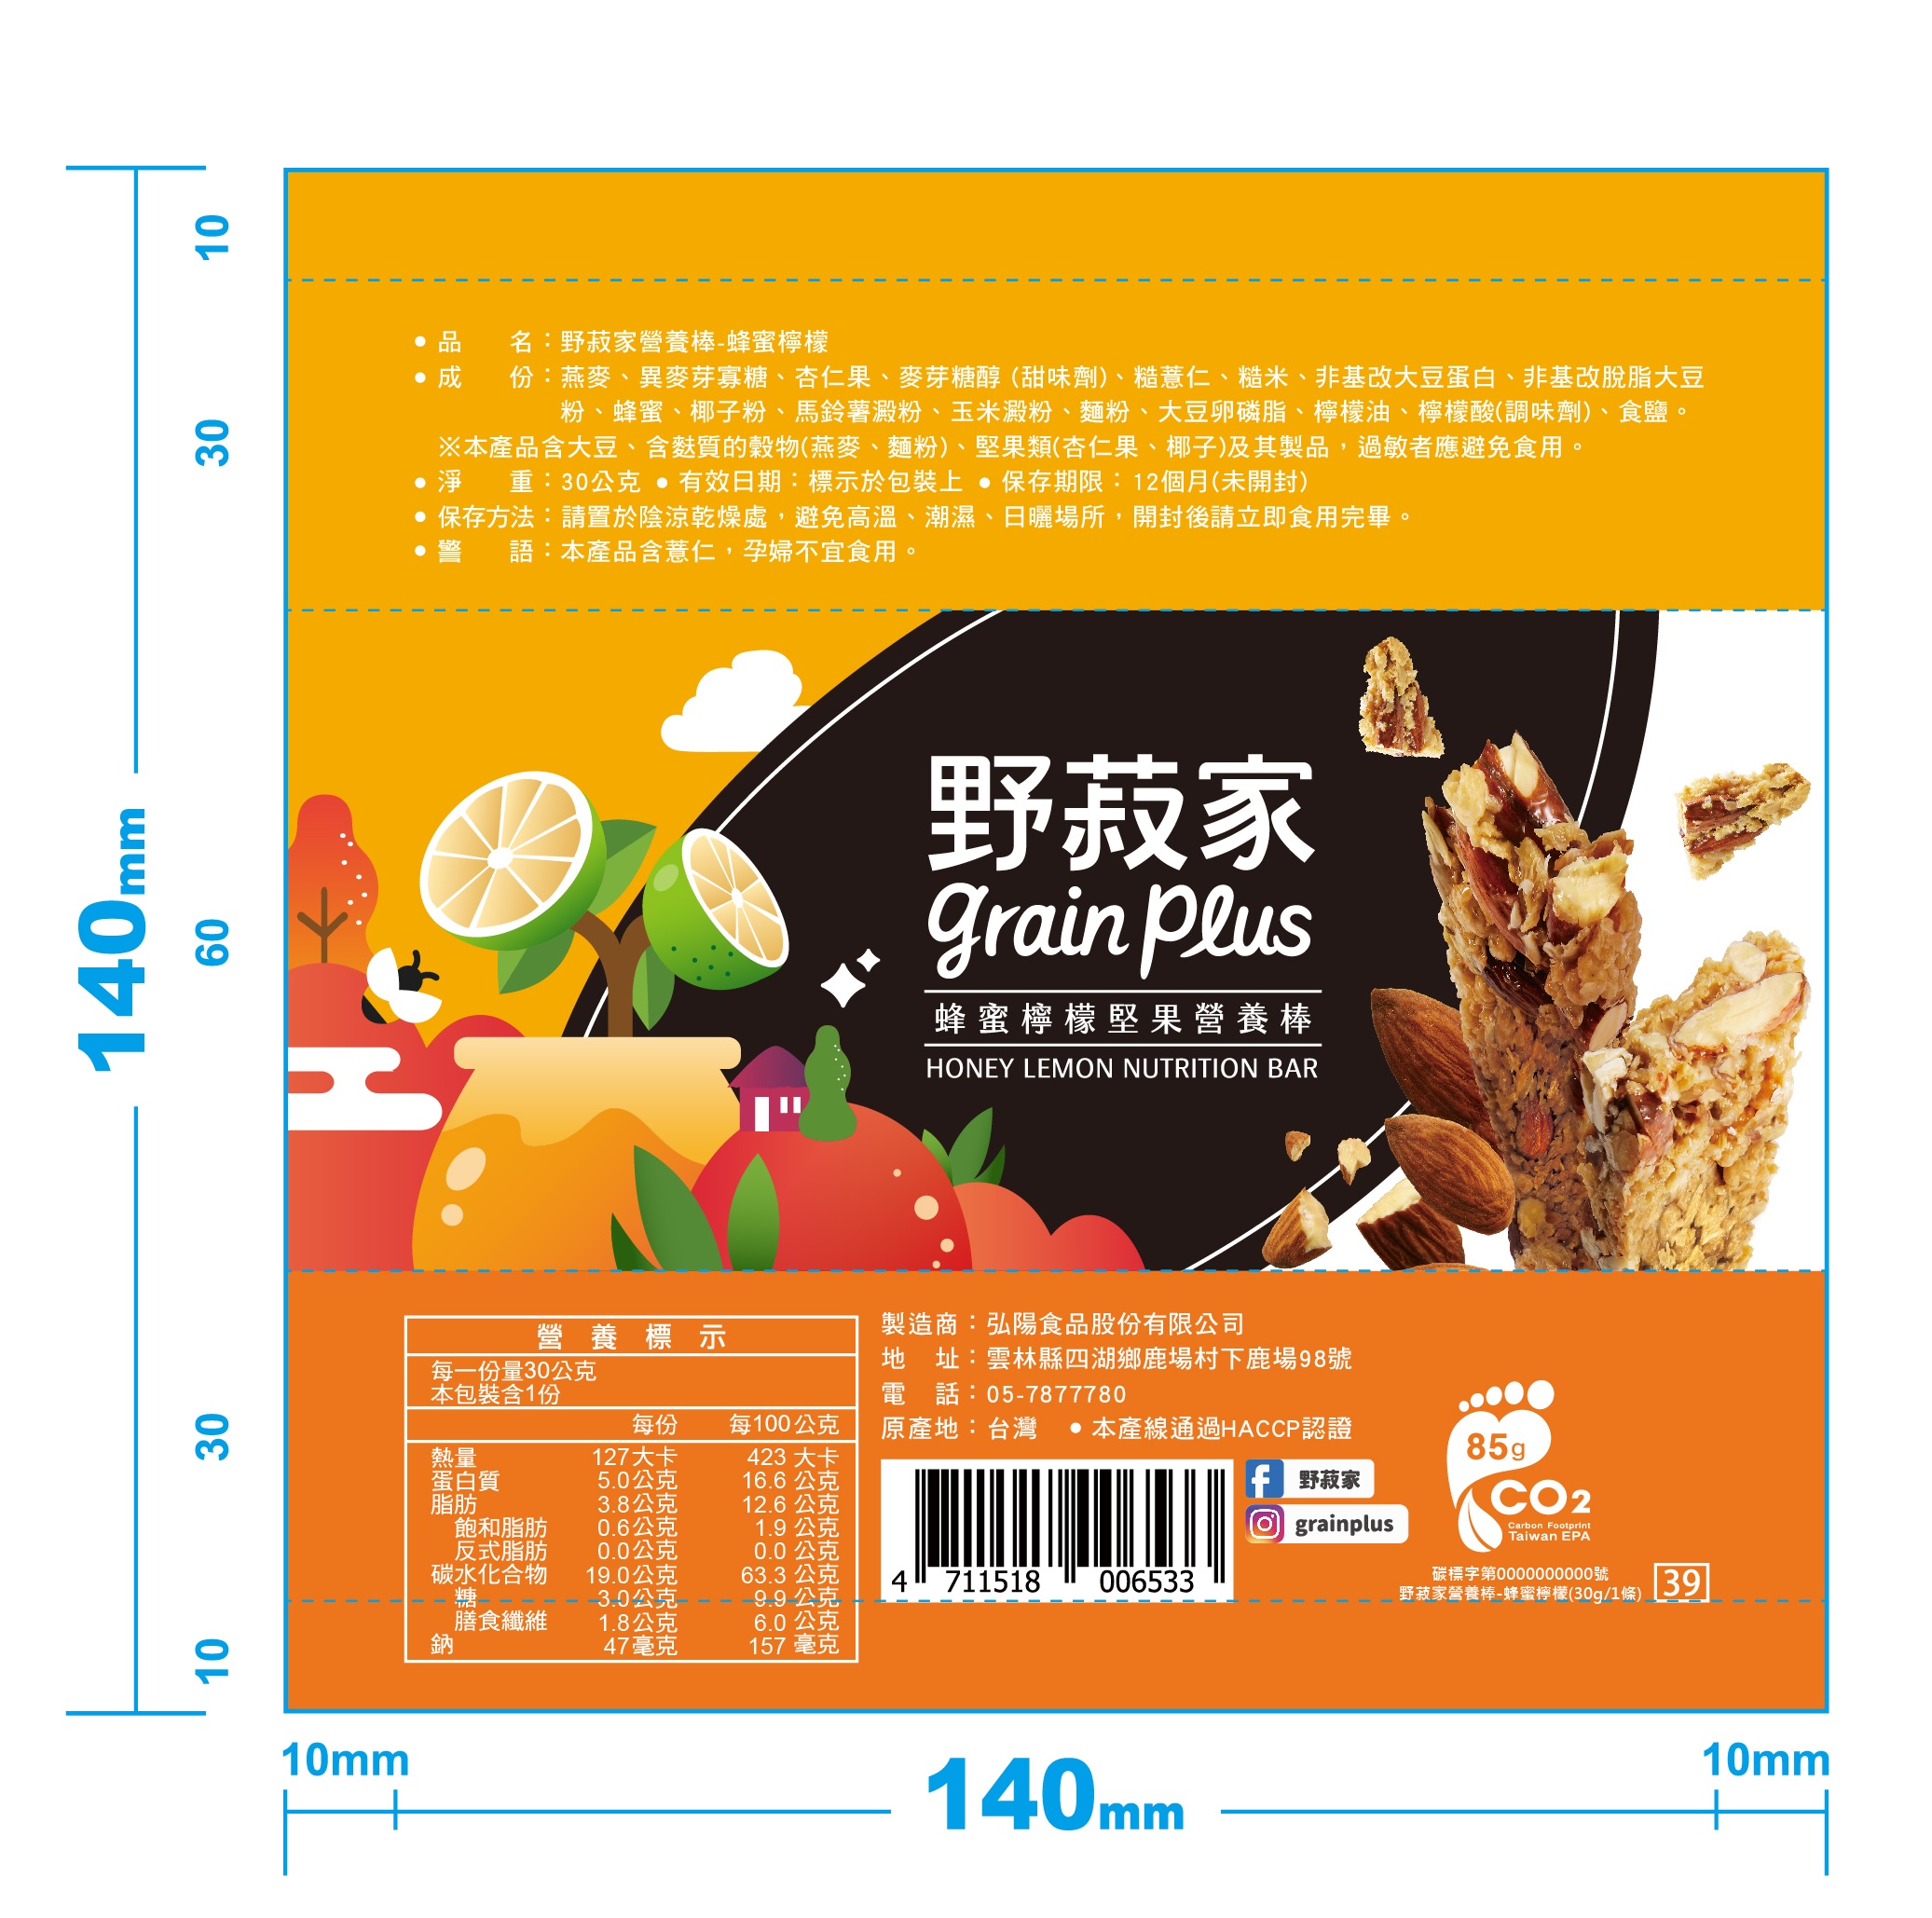 10
● 品　　名：野菽家營養棒-蜂蜜檸檬
● 成　　份：燕麥、異麥芽寡糖、杏仁果、麥芽糖醇 (甜味劑)、糙薏仁、糙米、非基改大豆蛋白、非基改脫脂大豆
粉、蜂蜜、椰子粉、馬鈴薯澱粉、玉米澱粉、麵粉、大豆卵磷脂、檸檬油、檸檬酸(調味劑)、食鹽。
※本產品含大豆、含麩質的穀物(燕麥、麵粉)、堅果類(杏仁果、椰子)及其製品，過敏者應避免食用。
● 淨　　重：30公克 ● 有效日期：標示於包裝上 ● 保存期限：12個月(未開封)
● 保存方法：請置於陰涼乾燥處，避免高溫、潮濕、日曬場所，開封後請立即食用完畢。
● 警　　語：本產品含薏仁，孕婦不宜食用。
30
野菽家
grain plus
蜂蜜檸檬堅果營養棒
HONEY LEMON NUTRITION BAR
60
140mm
營養標示
每一份量30公克
本包裝含1份
每份 每100公克
熱量 127大卡 423 大卡
蛋白質 5.0公克 16.6 公克
脂肪 3.8公克 12.6 公克
飽和脂肪 0.6公克 1.9 公克
反式脂肪 0.0公克 0.0 公克
碳水化合物 19.0公克 63.3 公克
糖 3.0公克 9.9 公克
膳食纖維 1.8公克 6.0 公克
鈉 47毫克 157 毫克
製造商：弘陽食品股份有限公司
地　址：雲林縣四湖鄉鹿場村下鹿場98號
電　話：05-7877780
原產地：台灣 ● 本產線通過HACCP認證
4 711518 006533
野菽家
grainplus
85g
CO2
Carbon Footprint
Taiwan EPA
碳標字第0000000000號
野菽家營養棒-蜂蜜檸檬(30g/1條)
39
30
10
10mm
140mm
10mm